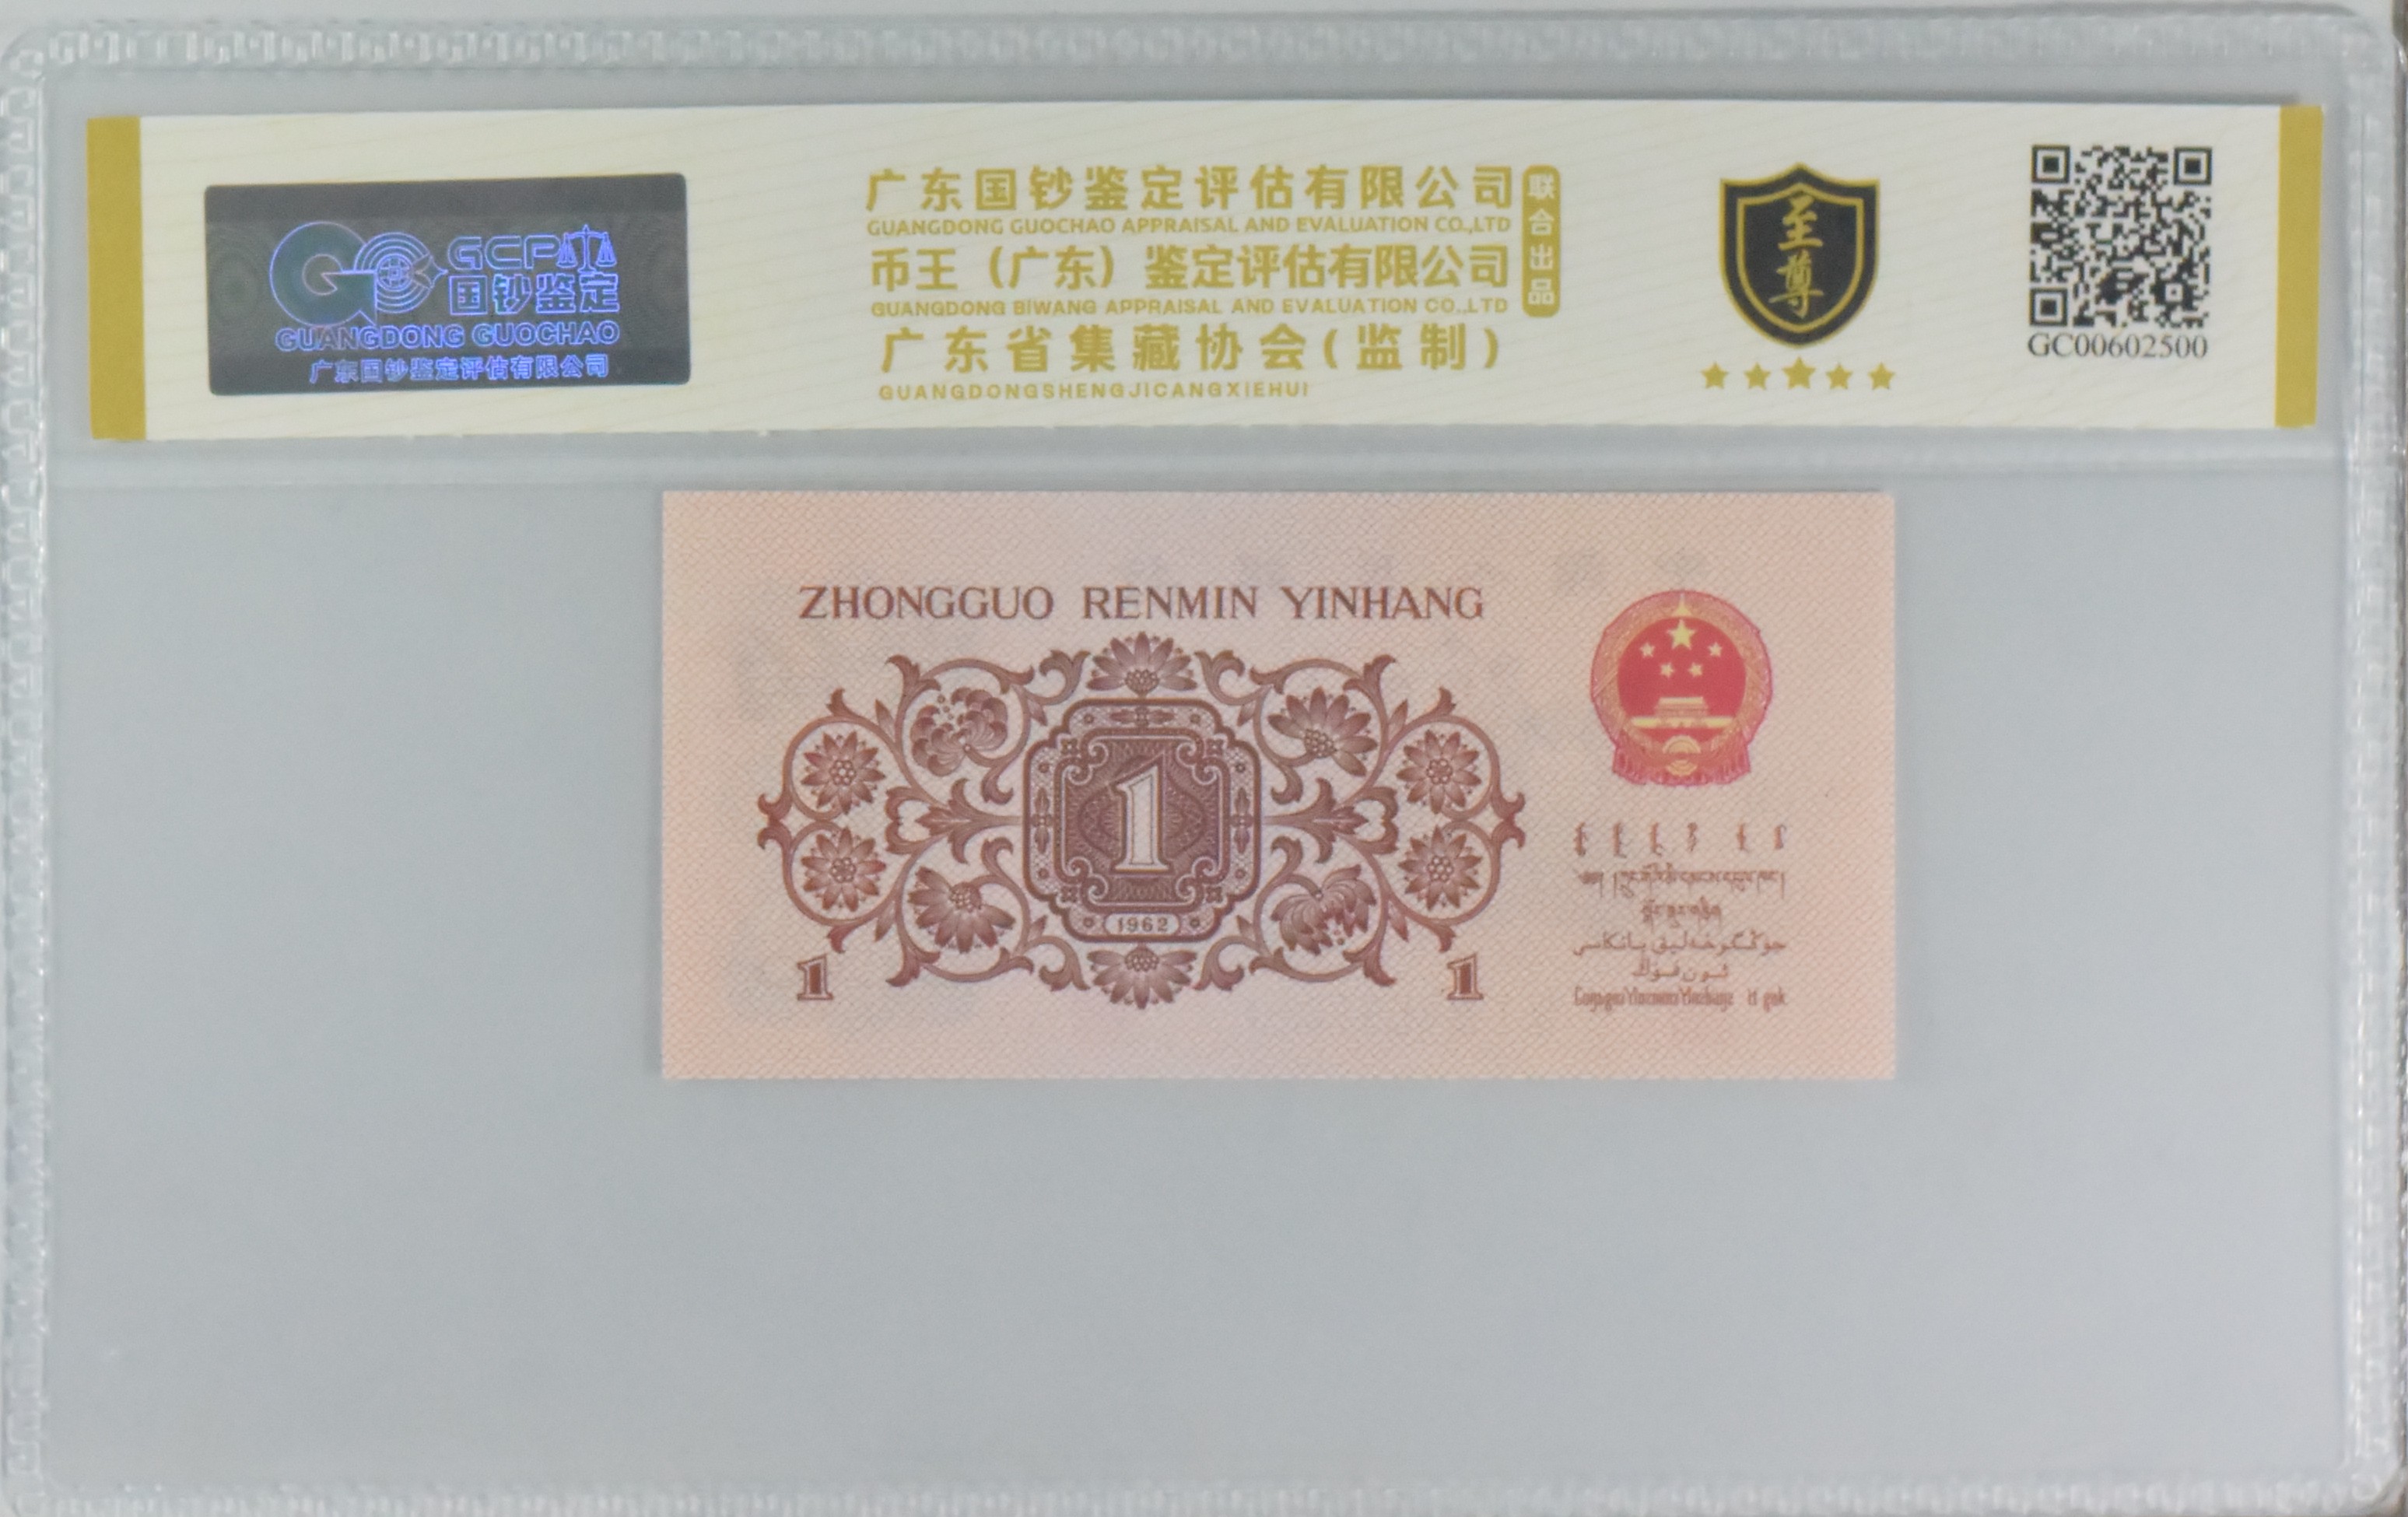 GCP
国钞鉴定
GUANGDONG GUOCHAO
广东国钞鉴定评估有限公司
广东国钞鉴定评估有限公司
GUANGDONG GUOCHAO APPRAISAL AND EVALUATION CO.,LTD
币王（广东）鉴定评估有限公司
GUANGDONG BIWANG APPRAISAL AND EVALUATION CO.,LTD
广东省集藏协会(监制)
GUANGDONGSHENGJICANGXIEHUI
联合出品
至尊
GC00602500
ZHONGGUO RENMIN YINHANG
1
1962
1 1
جۇڭگو خەلق بانكىسى